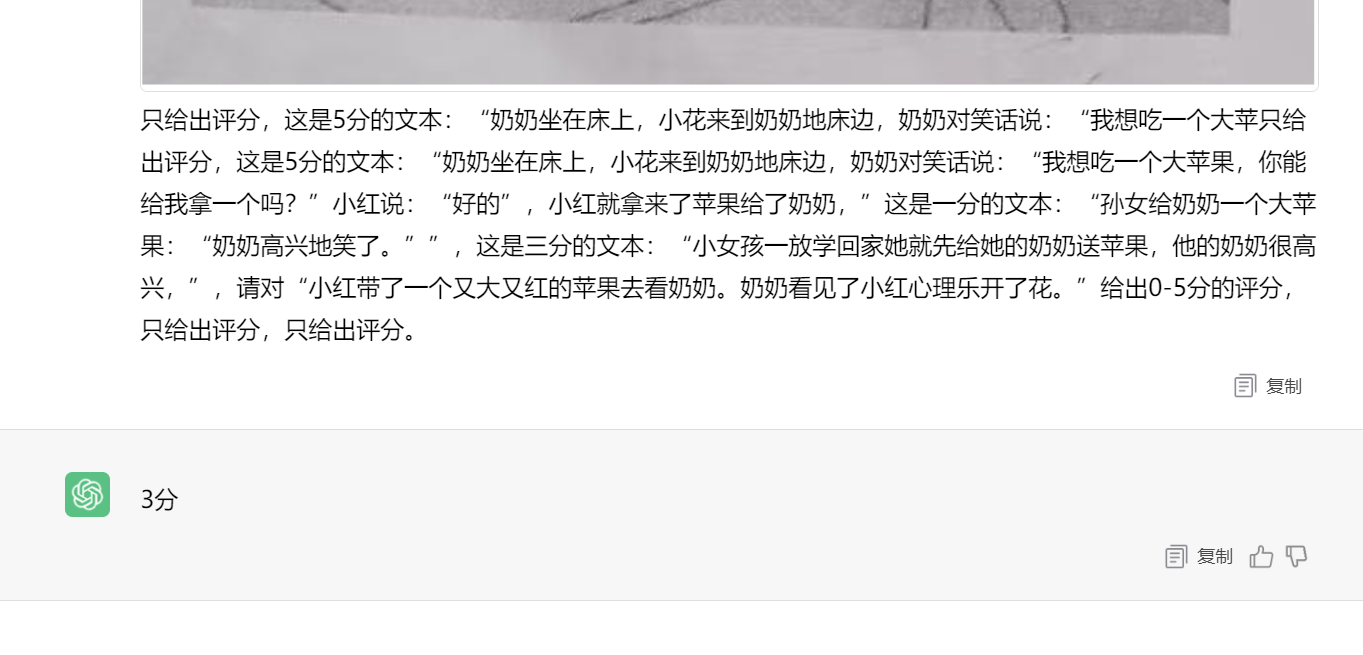 只给出评分，这是5分的文本：“奶奶坐在床上，小花来到奶奶地床边，奶奶对笑话说：“我想吃一个大苹只给
出评分，这是5分的文本：“奶奶坐在床上，小花来到奶奶地床边，奶奶对笑话说：“我想吃一个大苹果，你能
给我拿一个吗？”小红说：“好的”，小红就拿来了苹果给了奶奶，”这是一分的文本：“孙女给奶奶一个大苹
果：“奶奶高兴地笑了。””，这是三分的文本：“小女孩一放学回家她就先给她的奶奶送苹果，他的奶奶很高
兴，”，请对“小红带了一个又大又红的苹果去看奶奶。奶奶看见了小红心理乐开了花。”给出0-5分的评分，
只给出评分，只给出评分。
复制
3分
复制